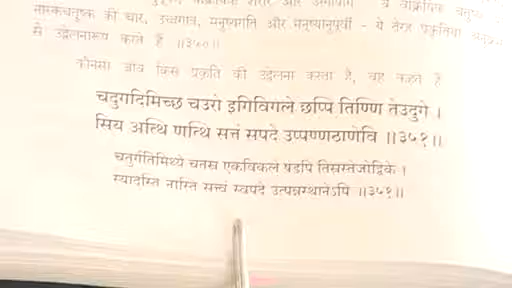 नारकचतुष्क की चार, उच्चगोत्र, मनुष्यगति और मनुष्यानुपूर्वी - ये तेरह प्रकृतियाँ
से उद्वेलनारूप करते हैं ॥३५०॥
कौनसा जीव किस प्रकृति की उद्वेलना करता है, यह कहते हैं
चदुगदिमिच्छे चउरो इगिविगले छप्पि तिण्णि तेउदुगे ।
सिय अत्थि णत्थि सत्तं सपदे उप्पण्णठाणेवि ॥३५१॥
चतुर्गतिमिथ्ये चतस्र एकविकले षडपि तिस्रस्तेजोद्विके ।
स्यादस्ति नास्ति सत्त्वं स्वपदे उत्पन्नस्थानेऽपि ॥३५१॥